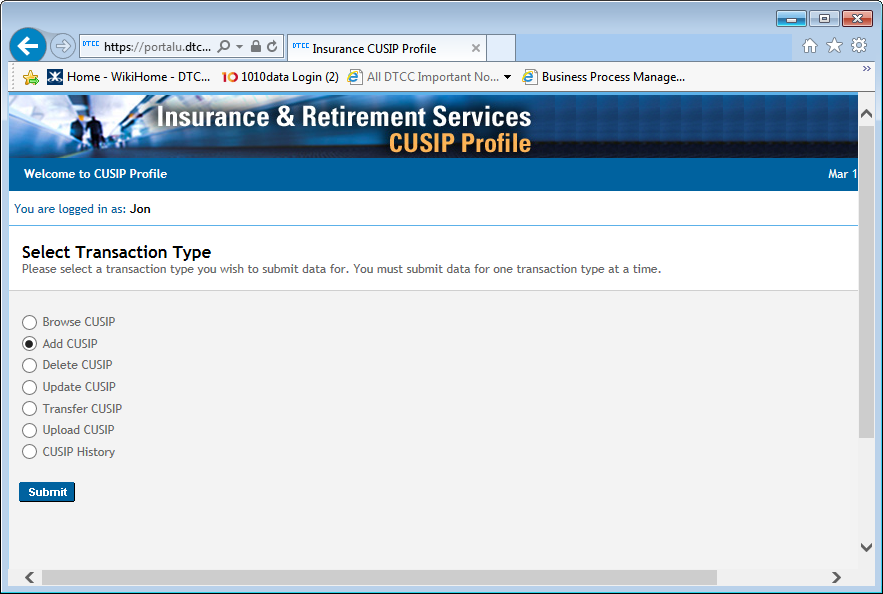 DTCC https://portalu.dtc...
DTCC Insurance CUSIP Profile
Home - WikiHome - DTC...
1010data Login (2)
All DTCC Important No...
Business Process Manage...
Insurance & Retirement Services
CUSIP Profile
Welcome to CUSIP Profile
Mar 1
You are logged in as: Jon
Select Transaction Type
Please select a transaction type you wish to submit data for. You must submit data for one transaction type at a time.
Browse CUSIP
Add CUSIP
Delete CUSIP
Update CUSIP
Transfer CUSIP
Upload CUSIP
CUSIP History
Submit